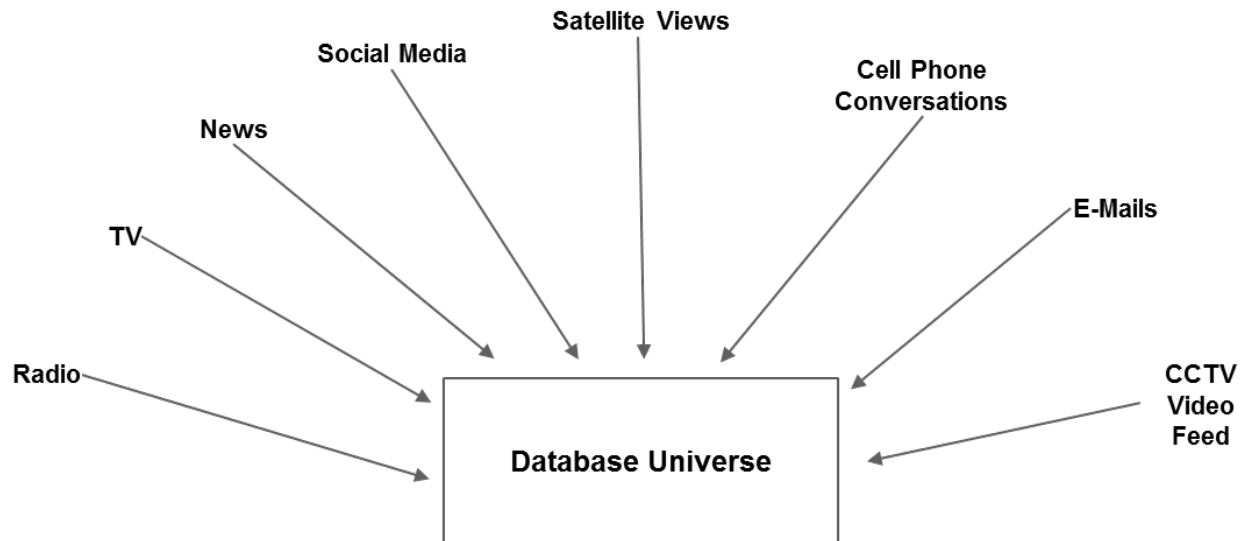 Satellite Views
Social Media
Cell Phone
Conversations
News
E-Mails
TV
Radio
CCTV
Video
Feed
Database Universe